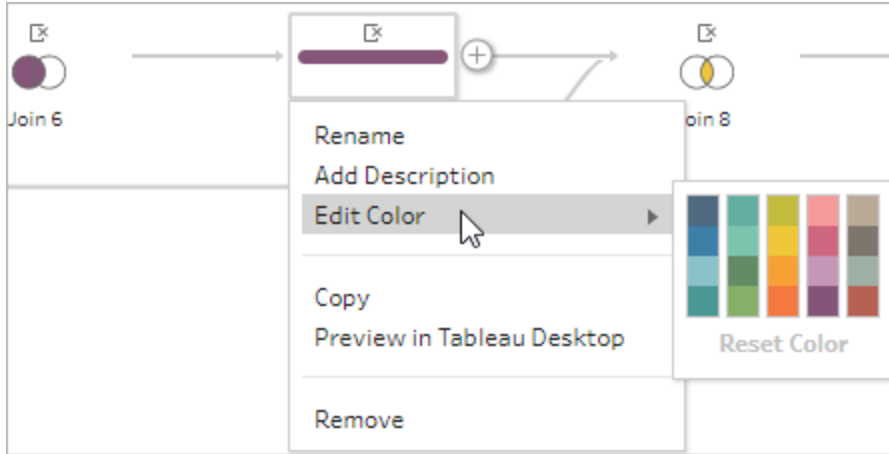 Join 6
oin 8
Rename
Add Description
Edit Color
Copy
Preview in Tableau Desktop
Reset Color
Remove